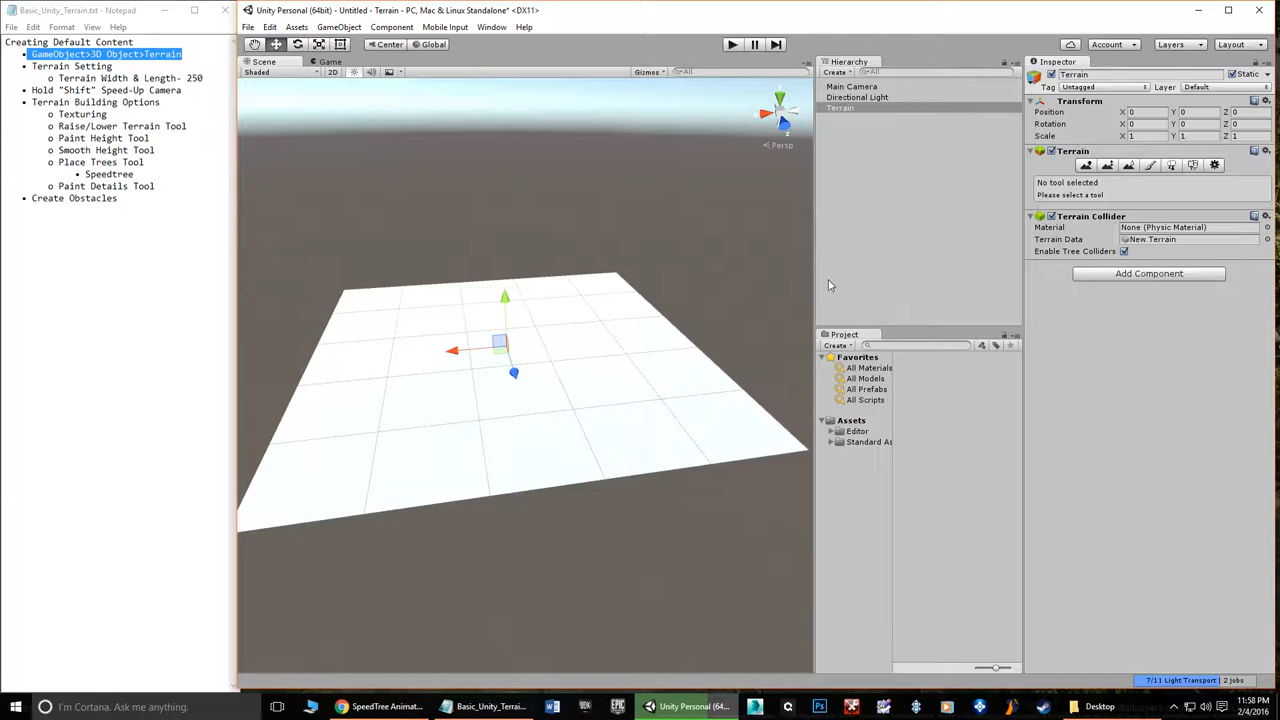 Basic_Unity_Terrain.txt - Notepad
File Edit Format View Help
Creating Default Content
• GameObject>3D Object>Terrain
• Terrain Setting
o Terrain Width & Length- 250
• Hold "Shift" Speed-Up Camera
• Terrain Building Options
o Texturing
o Raise/Lower Terrain Tool
o Paint Height Tool
o Smooth Height Tool
o Place Trees Tool
• Speedtree
o Paint Details Tool
• Create Obstacles
Unity Personal (64bit) - Untitled - Terrain - PC, Mac & Linux Standalone* <DX11>
File Edit Assets GameObject Component Mobile Input Window Help
Center Global
Account Layers Layout
Scene Game
Shaded 2D Gizmos All
Persp
z
Hierarchy
Create All
Main Camera
Directional Light
Terrain
Project
Create
Favorites
All Materials
All Models
All Prefabs
All Scripts
Assets
Editor
Standard As
Inspector
Terrain Static
Tag Untagged Layer Default
Transform
Position X 0 Y 0 Z 0
Rotation X 0 Y 0 Z 0
Scale X 1 Y 1 Z 1
Terrain
No tool selected
Please select a tool
Terrain Collider
Material None (Physic Material)
Terrain Data New Terrain
Enable Tree Colliders
Add Component
7/11 Light Transport 2 jobs
I'm Cortana. Ask me anything.
SpeedTree Animat...
Basic_Unity_Terrai...
Unity Personal (64...
Desktop
11:58 PM
2/4/2016